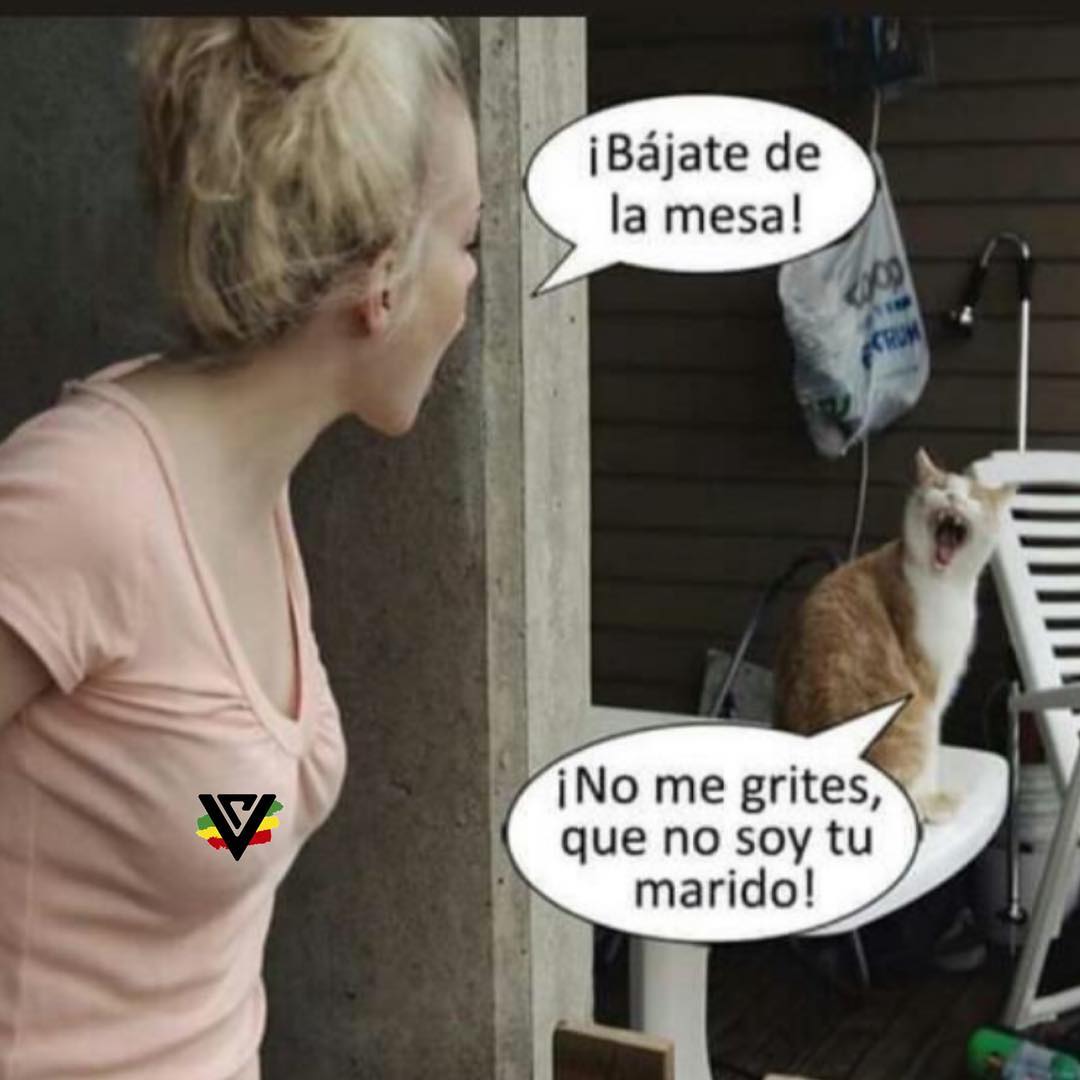 ¡Bájate de
la mesa!
¡No me grites,
que no soy tu
marido!